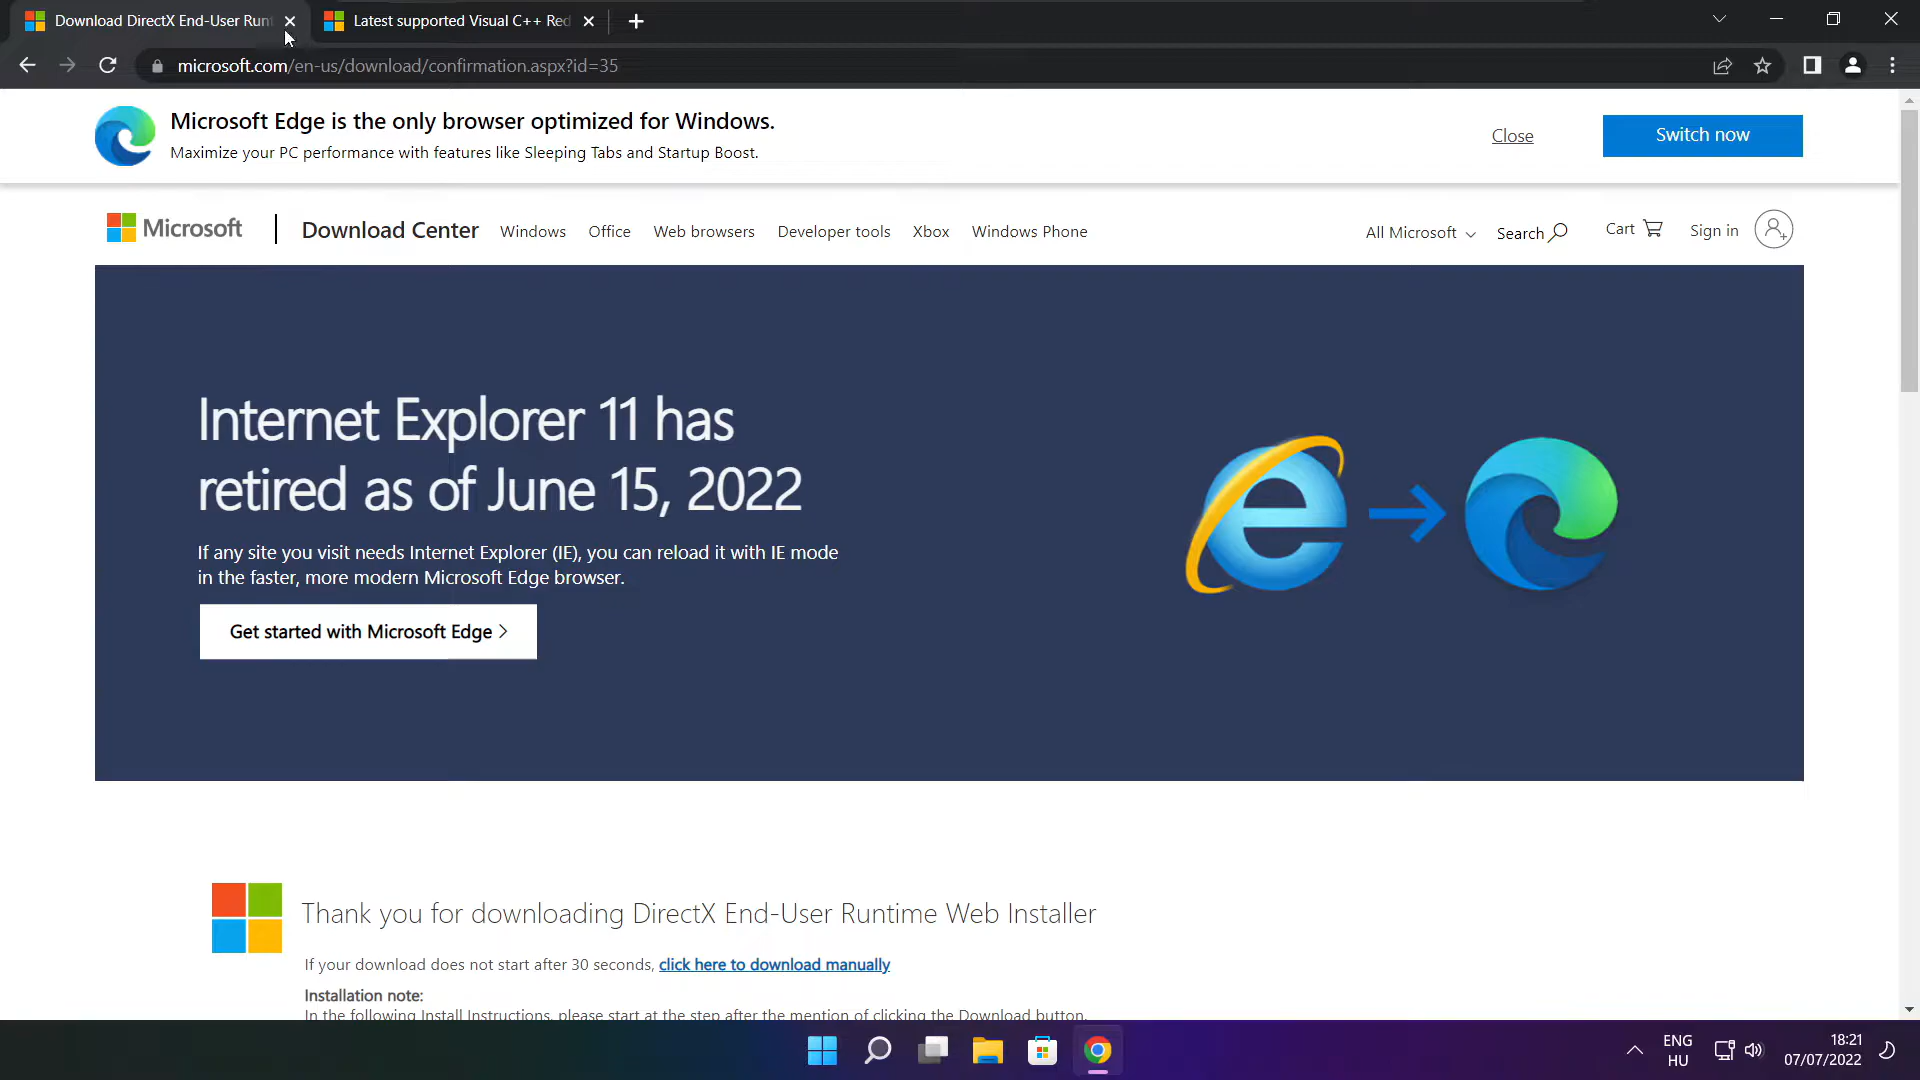 Download DirectX End-User Run
Latest supported Visual C++ Red
microsoft.com/en-us/download/confirmation.aspx?id=35
Microsoft Edge is the only browser optimized for Windows.
Maximize your PC performance with features like Sleeping Tabs and Startup Boost.
Close
Switch now
Microsoft
Download Center
Windows
Office
Web browsers
Developer tools
Xbox
Windows Phone
All Microsoft
Search
Cart
Sign in
Internet Explorer 11 has
retired as of June 15, 2022
If any site you visit needs Internet Explorer (IE), you can reload it with IE mode
in the faster, more modern Microsoft Edge browser.
Get started with Microsoft Edge >
Thank you for downloading DirectX End-User Runtime Web Installer
If your download does not start after 30 seconds, click here to download manually
Installation note:
In the following Install Instructions, please start at the step after the mention of clicking the Download button.
ENG
HU
18:21
07/07/2022